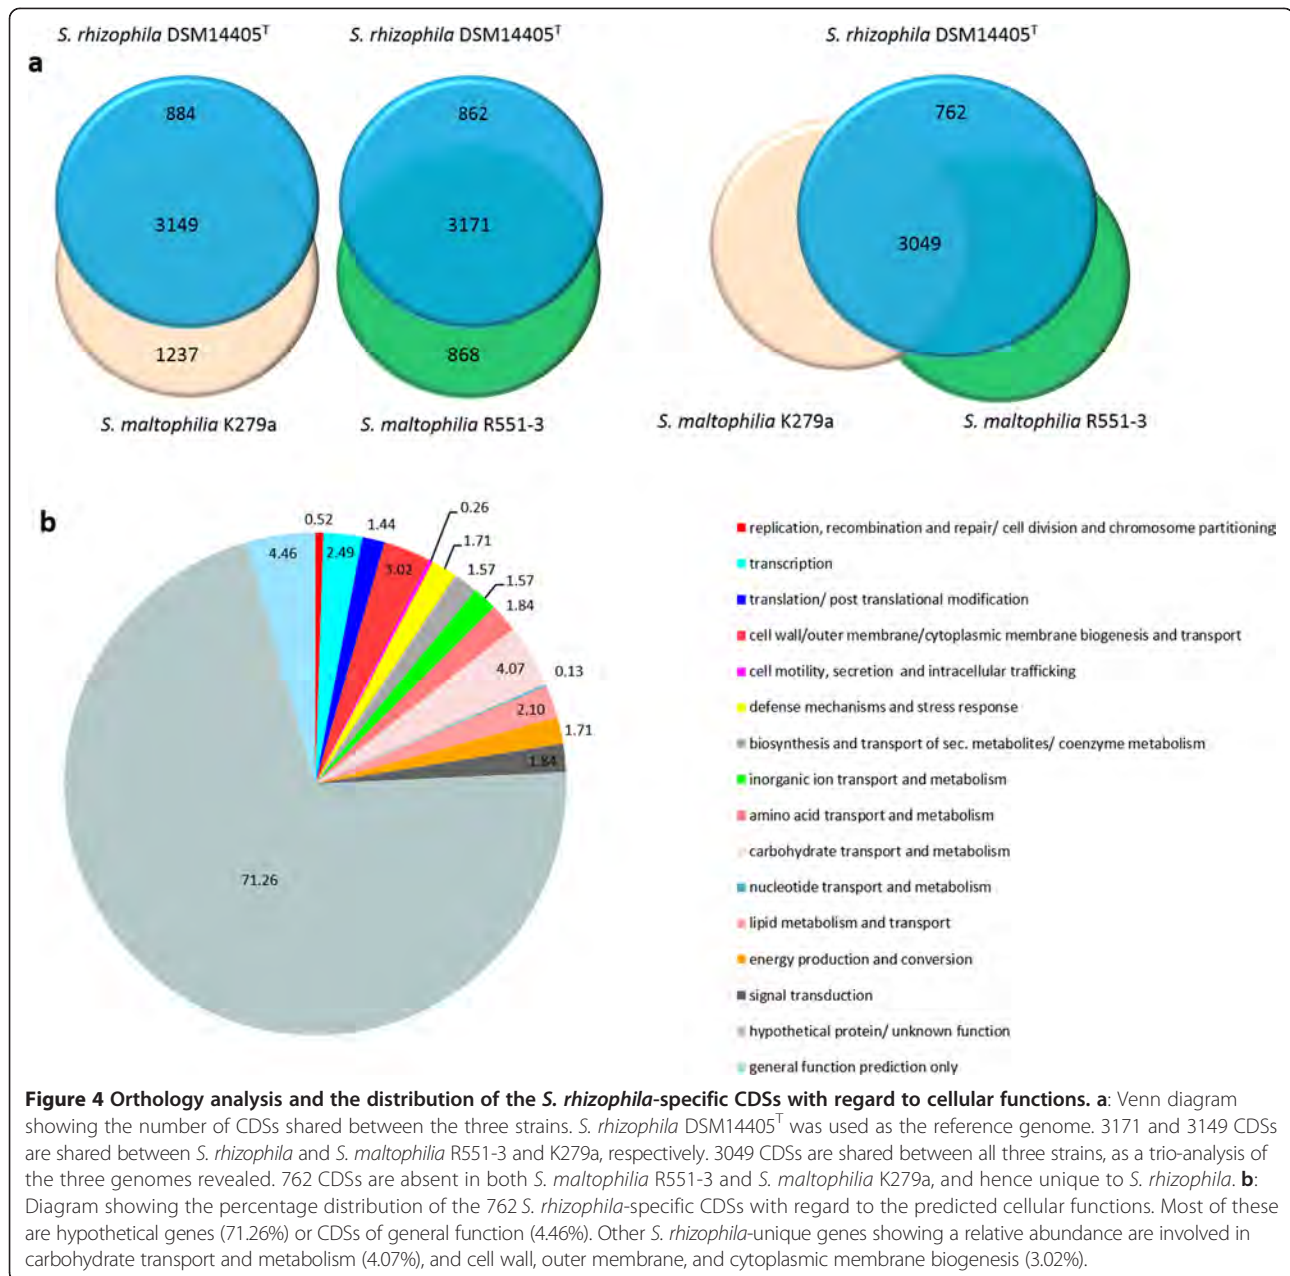 S. rhizophila DSM14405T
S. rhizophila DSM14405T
S. rhizophila DSM14405T
a
884
3149
1237
862
3171
868
762
3049
S. maltophilia K279a
S. maltophilia R551-3
S. maltophilia K279a
S. maltophilia R551-3
b
0.52
2.49
1.44
3.02
0.26
1.71
1.57
1.57
1.84
4.07
0.13
2.10
1.71
1.84
71.26
4.46
replication, recombination and repair/ cell division and chromosome partitioning
transcription
translation/ post translational modification
cell wall/outer membrane/cytoplasmic membrane biogenesis and transport
cell motility, secretion and intracellular trafficking
defense mechanisms and stress response
biosynthesis and transport of sec. metabolites/ coenzyme metabolism
inorganic ion transport and metabolism
amino acid transport and metabolism
carbohydrate transport and metabolism
nucleotide transport and metabolism
lipid metabolism and transport
energy production and conversion
signal transduction
hypothetical protein/ unknown function
general function prediction only
Figure 4 Orthology analysis and the distribution of the S. rhizophila-specific CDSs with regard to cellular functions. a: Venn diagram
showing the number of CDSs shared between the three strains. S. rhizophila DSM14405T was used as the reference genome. 3171 and 3149 CDSs
are shared between S. rhizophila and S. maltophilia R551-3 and K279a, respectively. 3049 CDSs are shared between all three strains, as a trio-analysis of
the three genomes revealed. 762 CDSs are absent in both S. maltophilia R551-3 and S. maltophilia K279a, and hence unique to S. rhizophila. b:
Diagram showing the percentage distribution of the 762 S. rhizophila-specific CDSs with regard to the predicted cellular functions. Most of these
are hypothetical genes (71.26%) or CDSs of general function (4.46%). Other S. rhizophila-unique genes showing a relative abundance are involved in
carbohydrate transport and metabolism (4.07%), and cell wall, outer membrane, and cytoplasmic membrane biogenesis (3.02%).